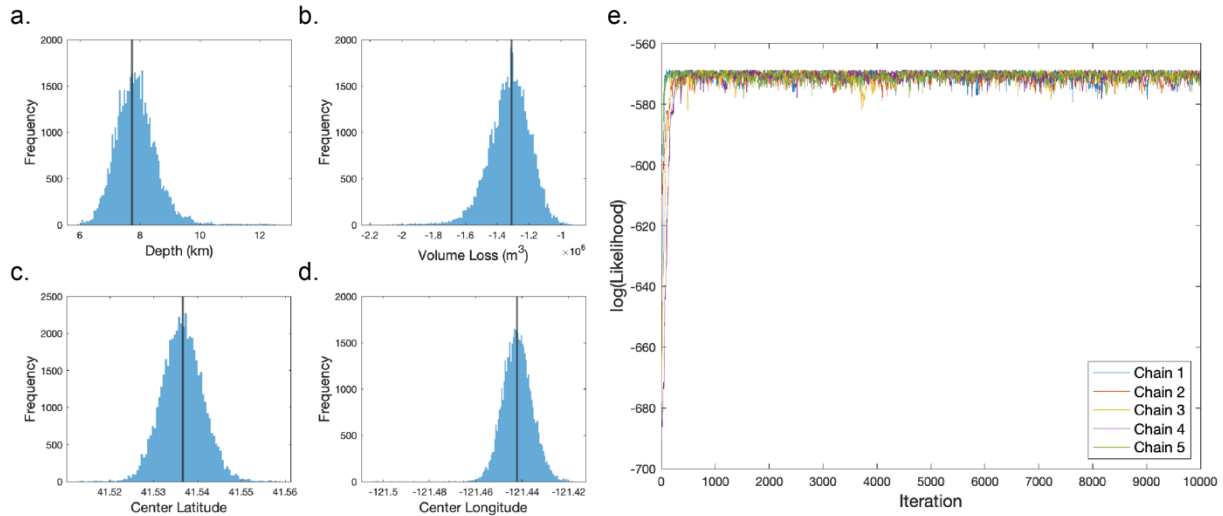 a.
2000
1500
1000
500
0
Frequency
6 8 10 12
Depth (km)
b.
2000
1500
1000
500
0
Frequency
-2.2 -2 -1.8 -1.6 -1.4 -1.2 -1
×10⁶
Volume Loss (m³)
c.
2500
2000
1500
1000
500
0
Frequency
41.52 41.53 41.54 41.55 41.56
Center Latitude
d.
2000
1500
1000
500
0
Frequency
-121.5 -121.48 -121.46 -121.44 -121.42
Center Longitude
e.
-560
-580
-600
-620
-640
-660
-680
-700
log(Likelihood)
0 1000 2000 3000 4000 5000 6000 7000 8000 9000 10000
Iteration
Chain 1
Chain 2
Chain 3
Chain 4
Chain 5